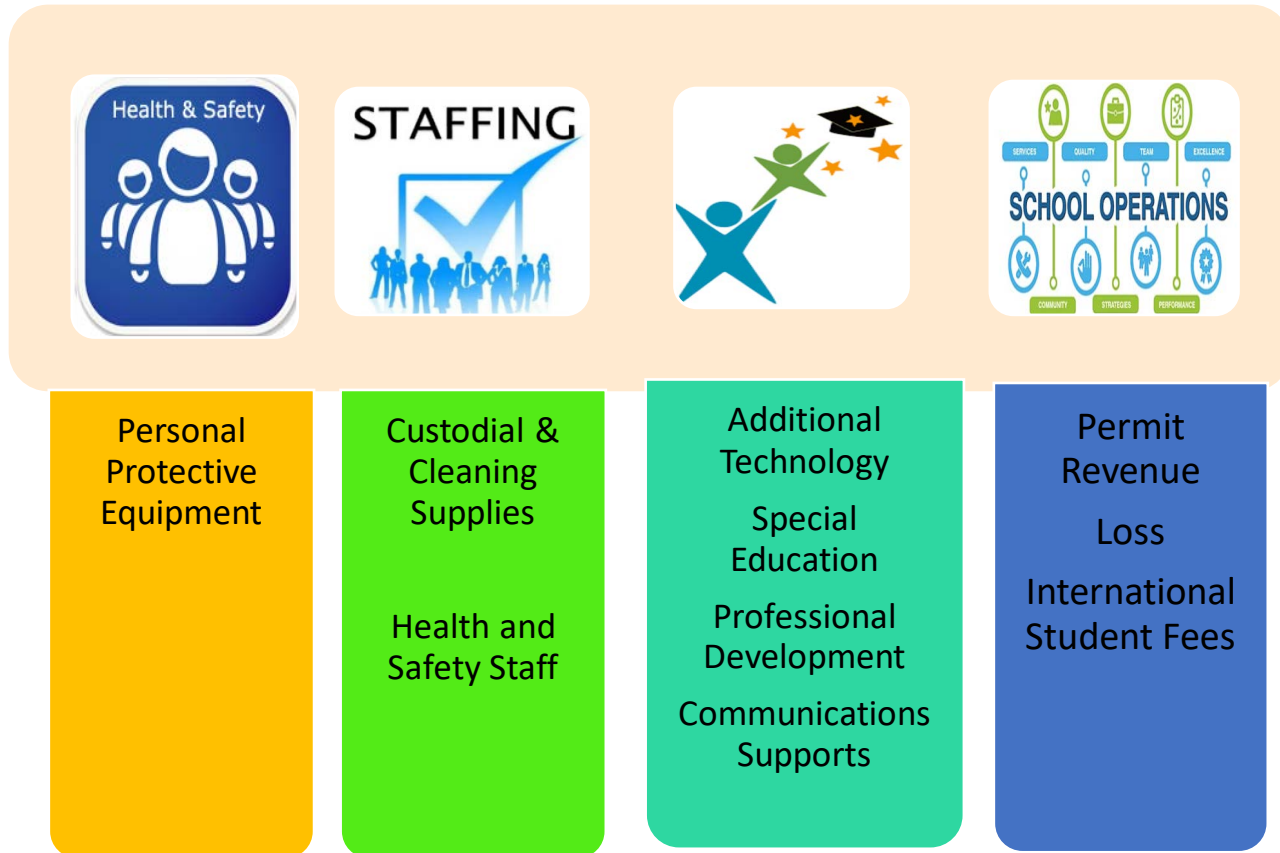 Health & Safety
STAFFING
SERVICES
QUALITY
TEAM
EXCELLENCE
SCHOOL OPERATIONS
COMMUNITY
STRATEGIES
PERFORMANCE
Personal
Protective
Equipment
Custodial &
Cleaning
Supplies
Health and
Safety Staff
Additional
Technology
Special
Education
Professional
Development
Communications
Supports
Permit
Revenue
Loss
International
Student Fees